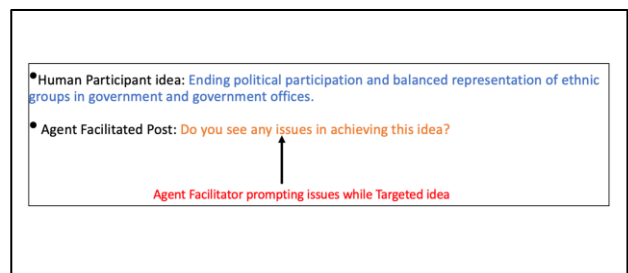 •Human Participant idea: Ending political participation and balanced representation of ethnic
groups in government and government offices.
• Agent Facilitated Post: Do you see any issues in achieving this idea?
Agent Facilitator prompting issues while Targeted idea